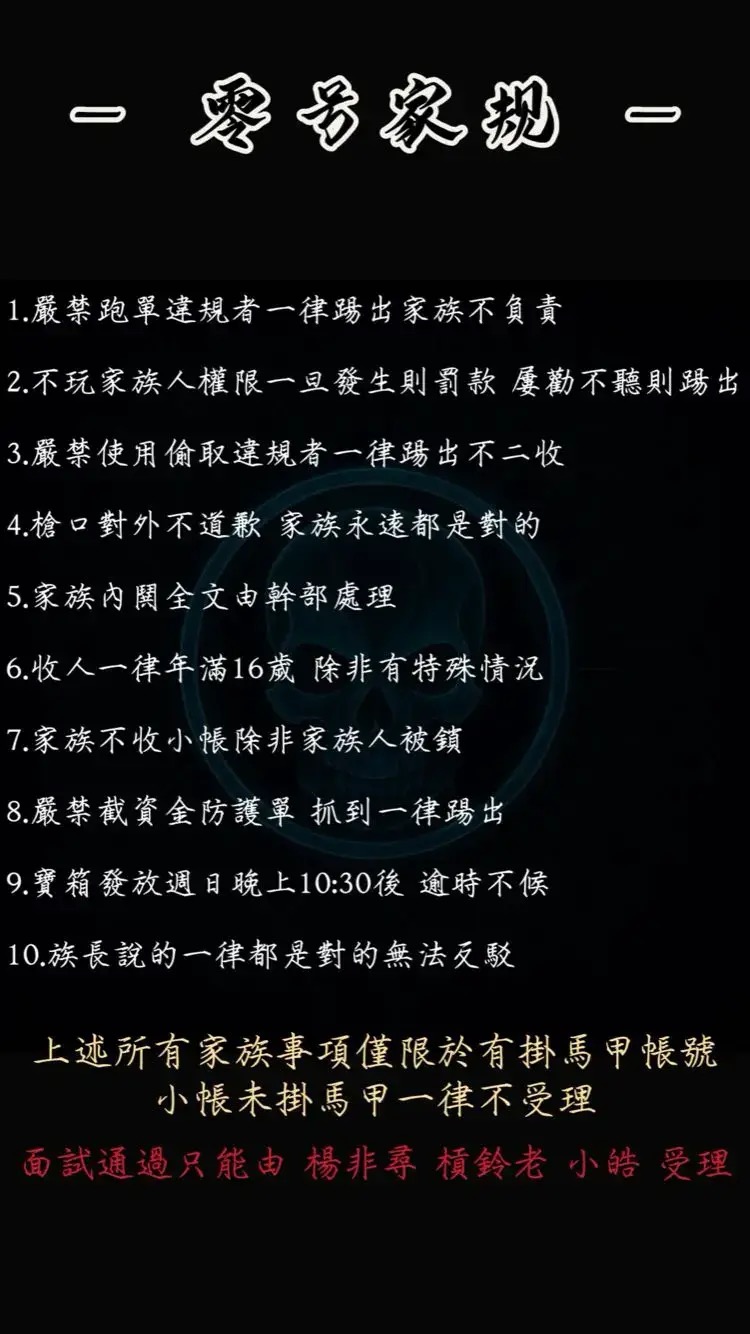 - 零号家规 -
1.嚴禁跑單違規者一律踢出家族不負責
2.不玩家族人權限一旦發生則罰款 屢勸不聽則踢出
3.嚴禁使用偷取違規者一律踢出不二收
4.槍口對外不道歉 家族永遠都是對的
5.家族內鬨全文由幹部處理
6.收人一律年滿16歲 除非有特殊情況
7.家族不收小帳除非家族人被鎖
8.嚴禁截資金防護單 抓到一律踢出
9.寶箱發放週日晚上10:30後 逾時不候
10.族長說的一律都是對的無法反駁
上述所有家族事項僅限於有掛馬甲帳號
小帳未掛馬甲一律不受理
面試通過只能由 楊非尋 槓鈴老 小皓 受理